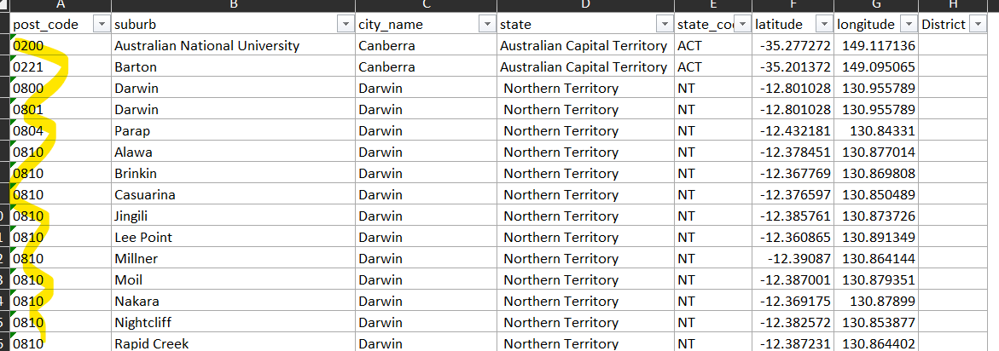 A B C D E F G H
post_code suburb city_name state state_co latitude longitude District
0200 Australian National University Canberra Australian Capital Territory ACT -35.277272 149.117136
0221 Barton Canberra Australian Capital Territory ACT -35.201372 149.095065
0800 Darwin Darwin Northern Territory NT -12.801028 130.955789
0801 Darwin Darwin Northern Territory NT -12.801028 130.955789
0804 Parap Darwin Northern Territory NT -12.432181 130.84331
0810 Alawa Darwin Northern Territory NT -12.378451 130.877014
0810 Brinkin Darwin Northern Territory NT -12.367769 130.869808
0810 Casuarina Darwin Northern Territory NT -12.376597 130.850489
0810 Jingili Darwin Northern Territory NT -12.385761 130.873726
0810 Lee Point Darwin Northern Territory NT -12.360865 130.891349
0810 Millner Darwin Northern Territory NT -12.39087 130.864144
0810 Moil Darwin Northern Territory NT -12.387001 130.879351
0810 Nakara Darwin Northern Territory NT -12.369175 130.87899
0810 Nightcliff Darwin Northern Territory NT -12.382572 130.853877
0810 Rapid Creek Darwin Northern Territory NT -12.387231 130.864402